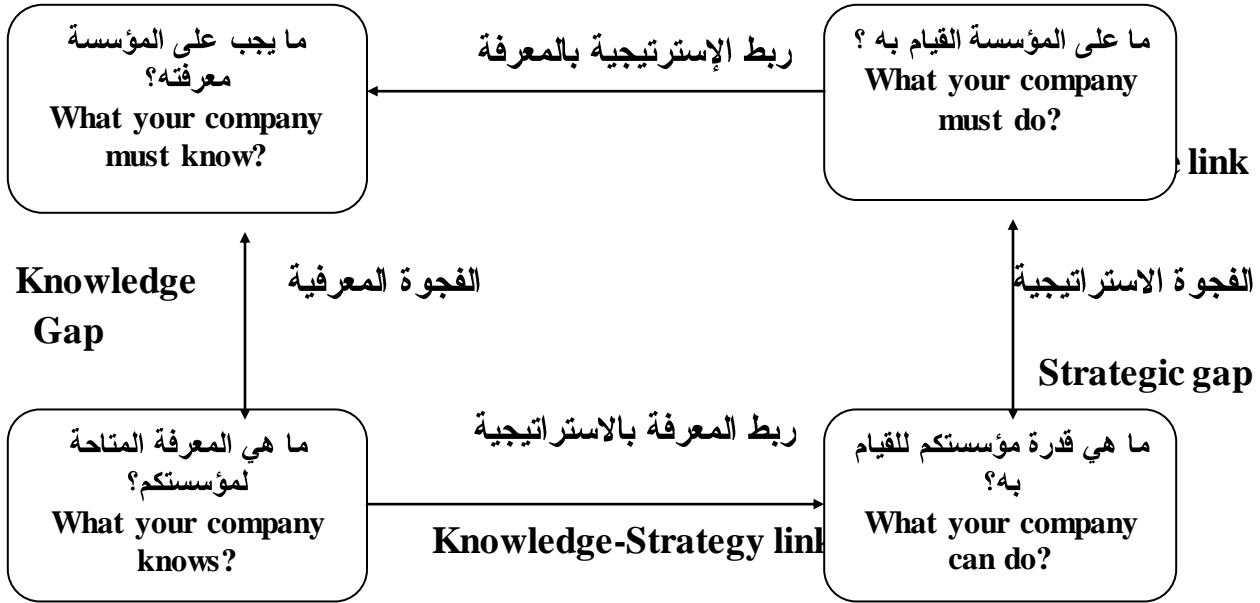 ما يجب على المؤسسة
معرفته؟
What your company
must know?
ربط الإسترتيجية بالمعرفة
ما على المؤسسة القيام به ؟
What your company
must do?
link
Knowledge
Gap
الفجوة المعرفية
الفجوة الاستراتيجية
Strategic gap
ما هي المعرفة المتاحة
لمؤسستكم؟
What your company
knows?
ربط المعرفة بالاستراتيجية
Knowledge-Strategy link
ما هي قدرة مؤسستكم للقيام
به؟
What your company
can do?